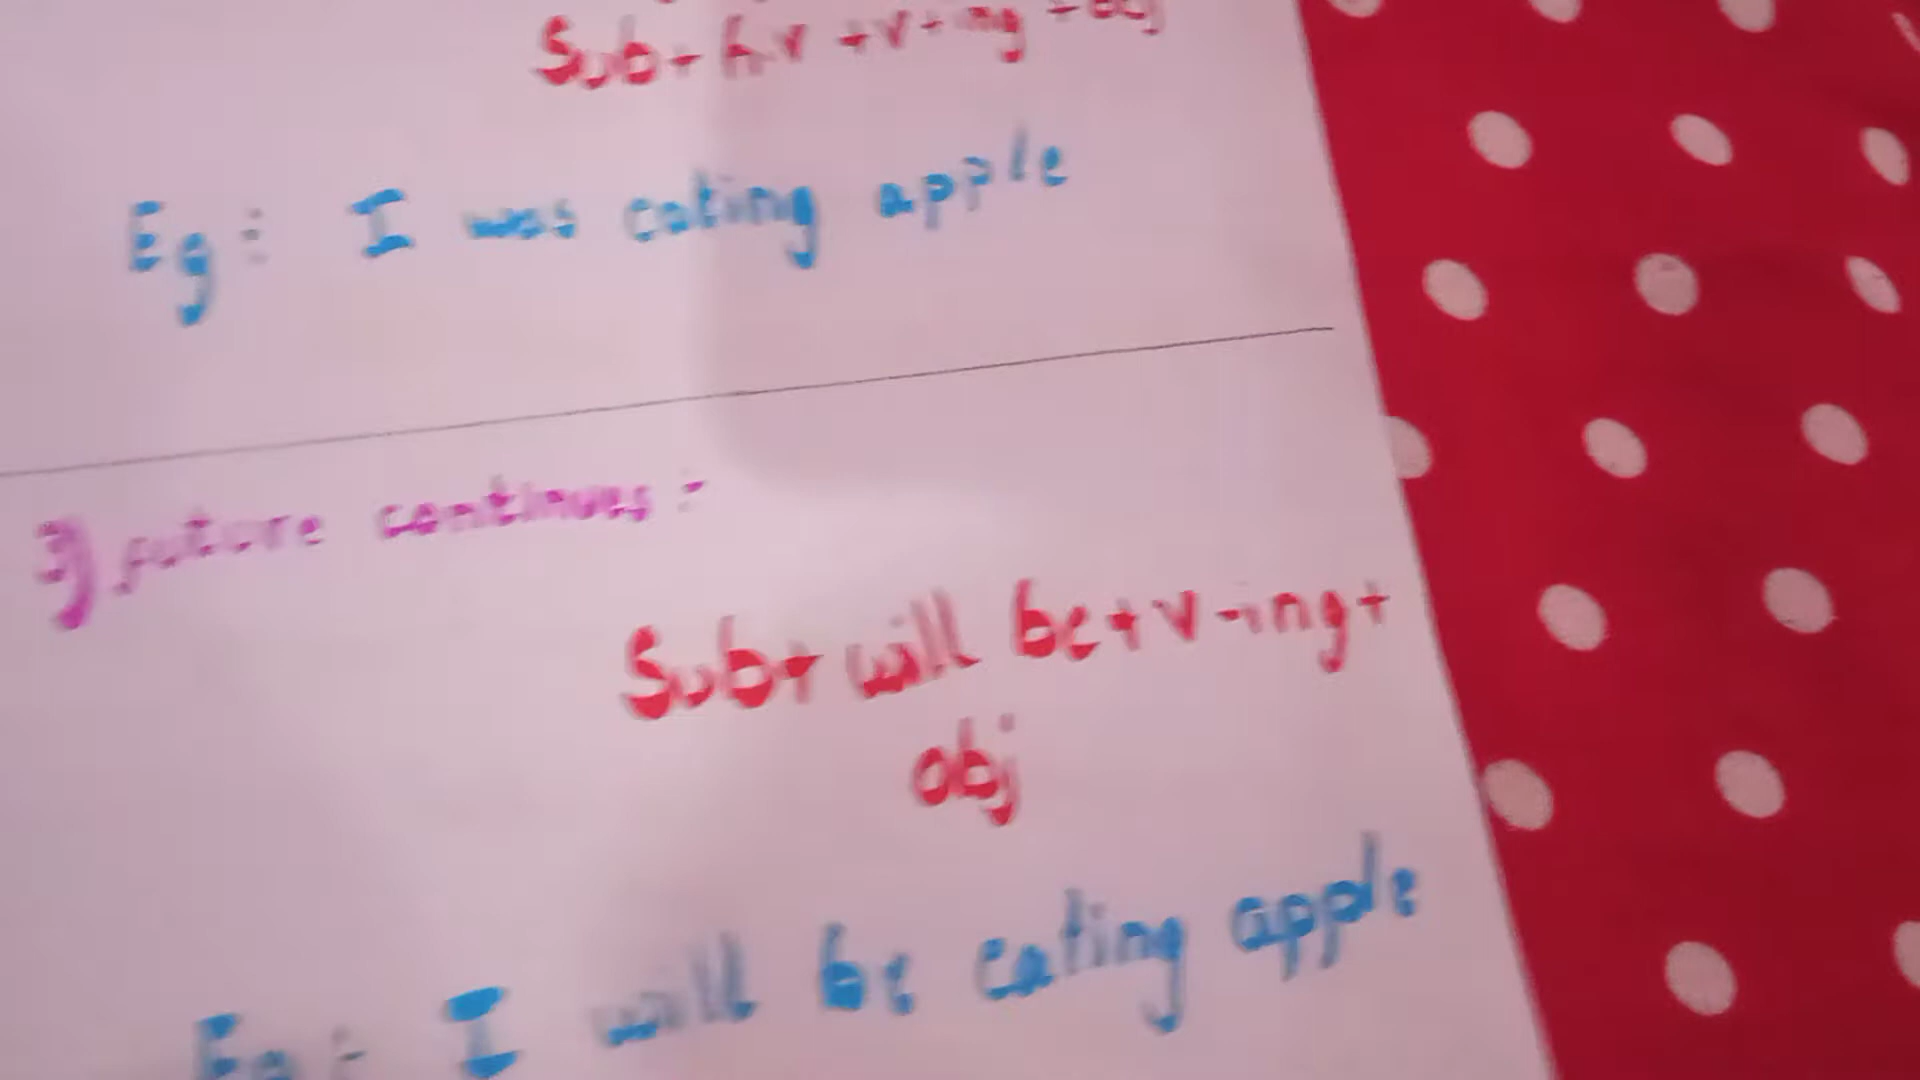 Sub+ h.v +v+ing +obj
Eg:- I was eating apple
3) future continues :-
Sub+ will be+v-ing+
obj
Eg:- I will be eating apple